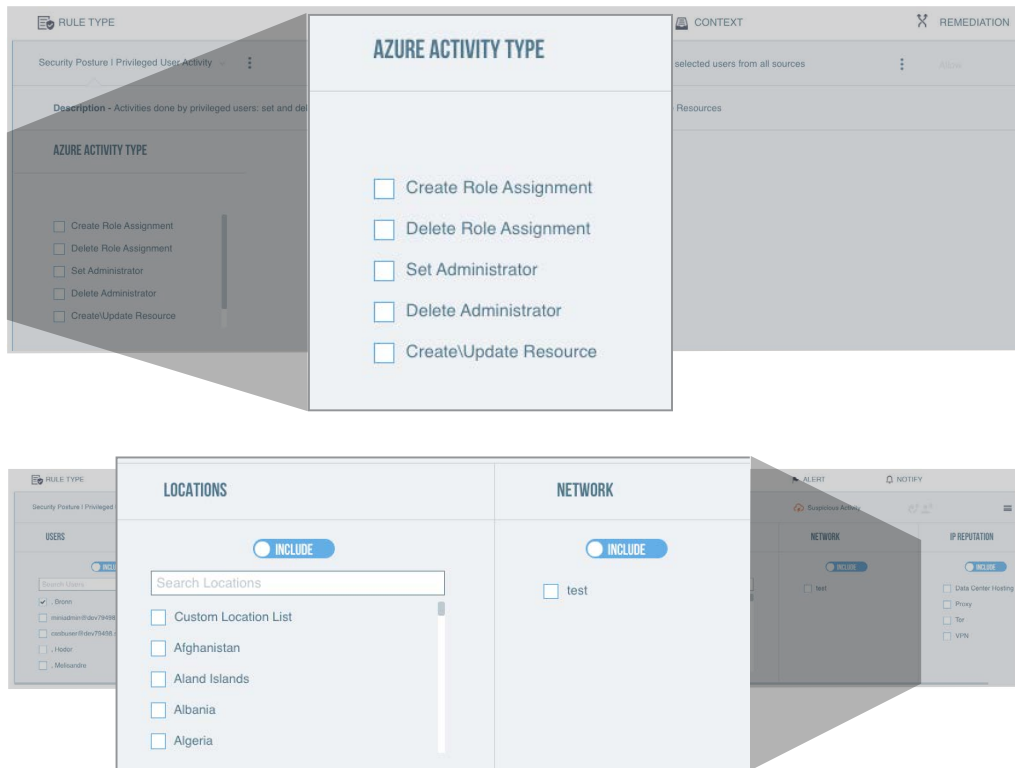 RULE TYPE
CONTEXT
REMEDIATION
Security Posture | Privileged User Activity
selected users from all sources
Azure
Description - Activities done by privileged users: set and del
Resources
AZURE ACTIVITY TYPE
Create Role Assignment
Delete Role Assignment
Set Administrator
Delete Administrator
Create\Update Resource
AZURE ACTIVITY TYPE
Create Role Assignment
Delete Role Assignment
Set Administrator
Delete Administrator
Create\Update Resource
RULE TYPE
ALERT
NOTIFY
Security Posture | Privileged
Suspicious Activity
USERS
INCLU
Search Users
, Bronn
, Hodor
, Melisandre
LOCATIONS
INCLUDE
Search Locations
Custom Location List
Afghanistan
Aland Islands
Albania
Algeria
NETWORK
INCLUDE
test
NETWORK
INCLUDE
test
IP REPUTATION
INCLUDE
Data Center Hosting
Proxy
Tor
VPN